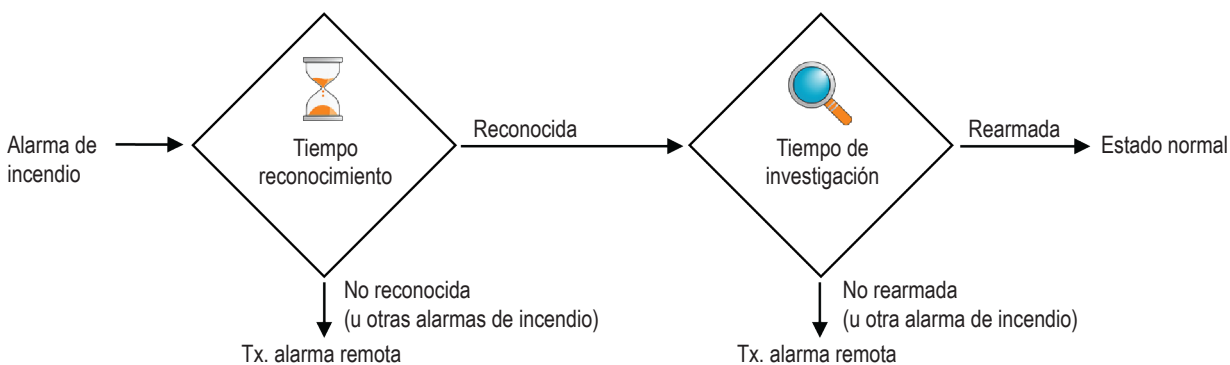 Alarma de
incendio
Tiempo
reconocimiento
Reconocida
Tiempo de
investigación
Rearmada
Estado normal
No reconocida
(u otras alarmas de incendio)
Tx. alarma remota
No rearmada
(u otra alarma de incendio)
Tx. alarma remota